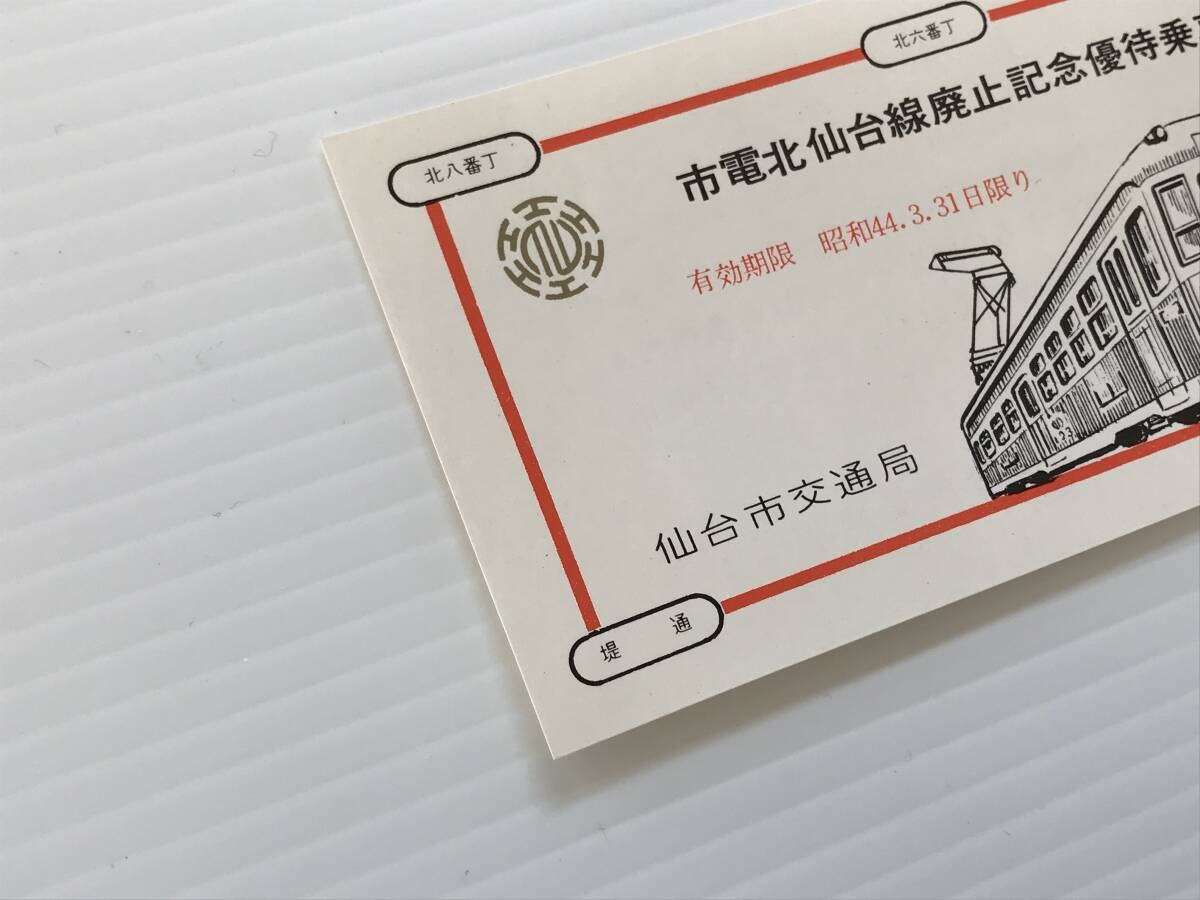 北六番丁
北八番丁
市電北仙台線廃止記念優待乗
有効期限 昭和44.3.31日限り
仙台市交通局
堤 通